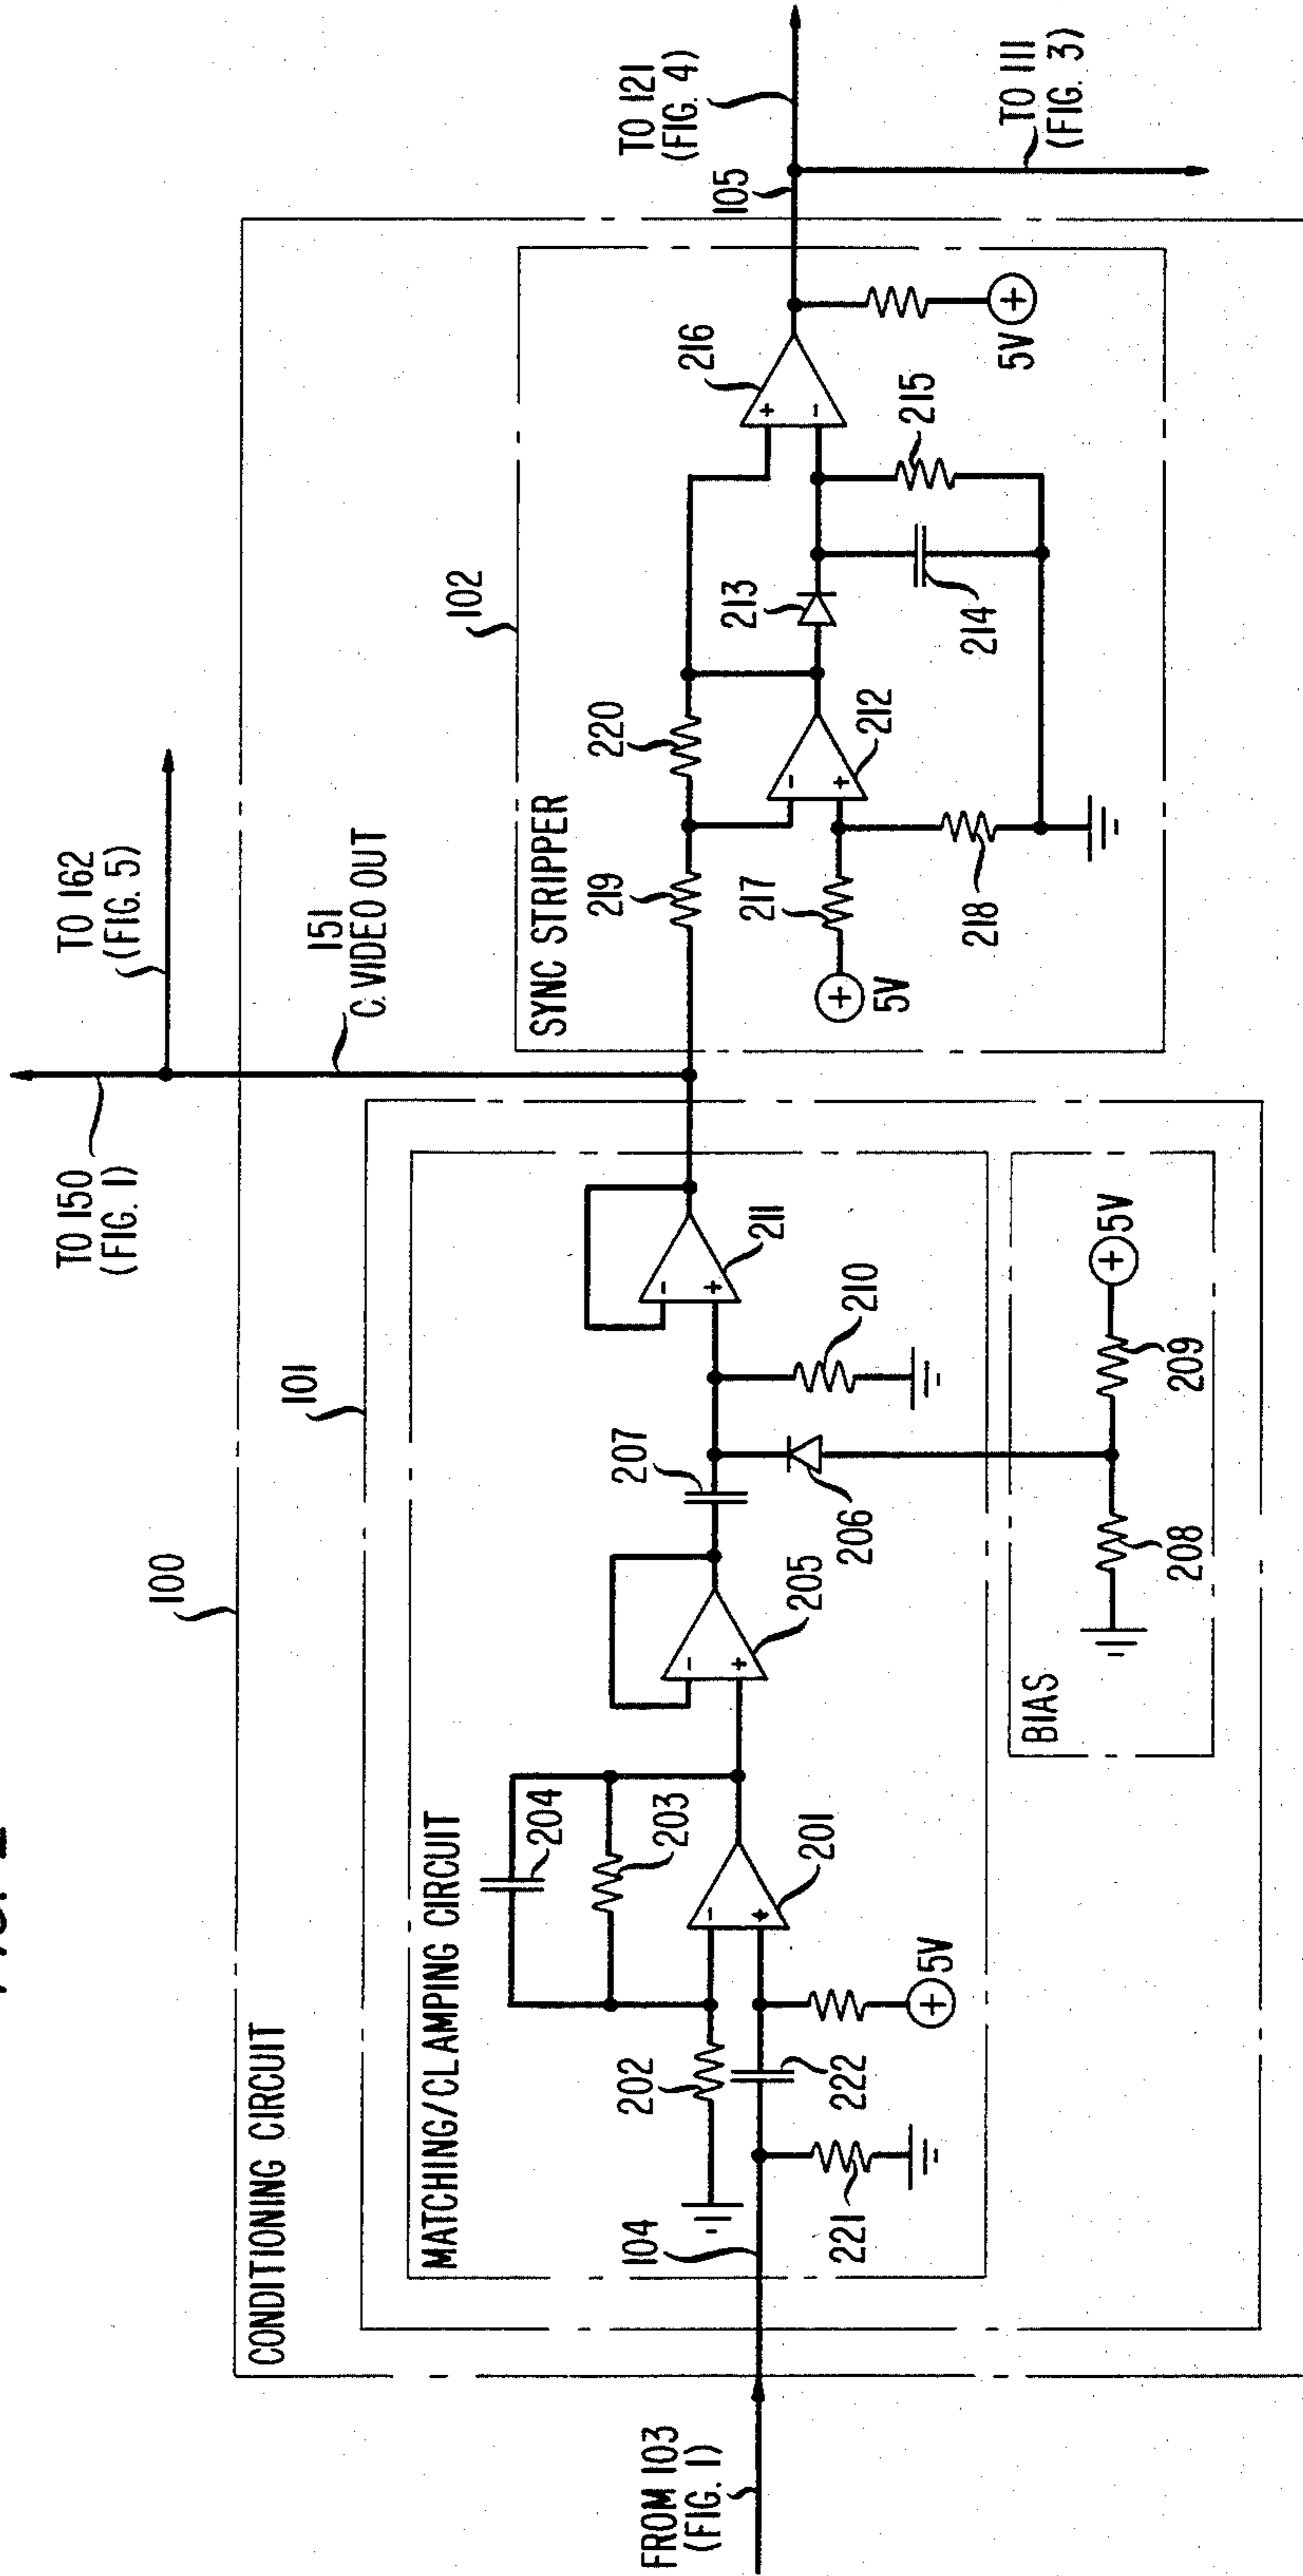 CONDITIONING CIRCUIT
100
TO 150
(FIG. 1)
TO 162
(FIG. 5)
151
C. VIDEO OUT
101
MATCHING/CLAMPING CIRCUIT
FROM 103
(FIG. 1)
104
221
202
222
5V
204
203
201
205
207
206
210
211
BIAS
208
209
5V
102
SYNC STRIPPER
219
220
217
5V
218
212
213
214
215
216
5V
105
TO 121
(FIG. 4)
TO 111
(FIG. 3)